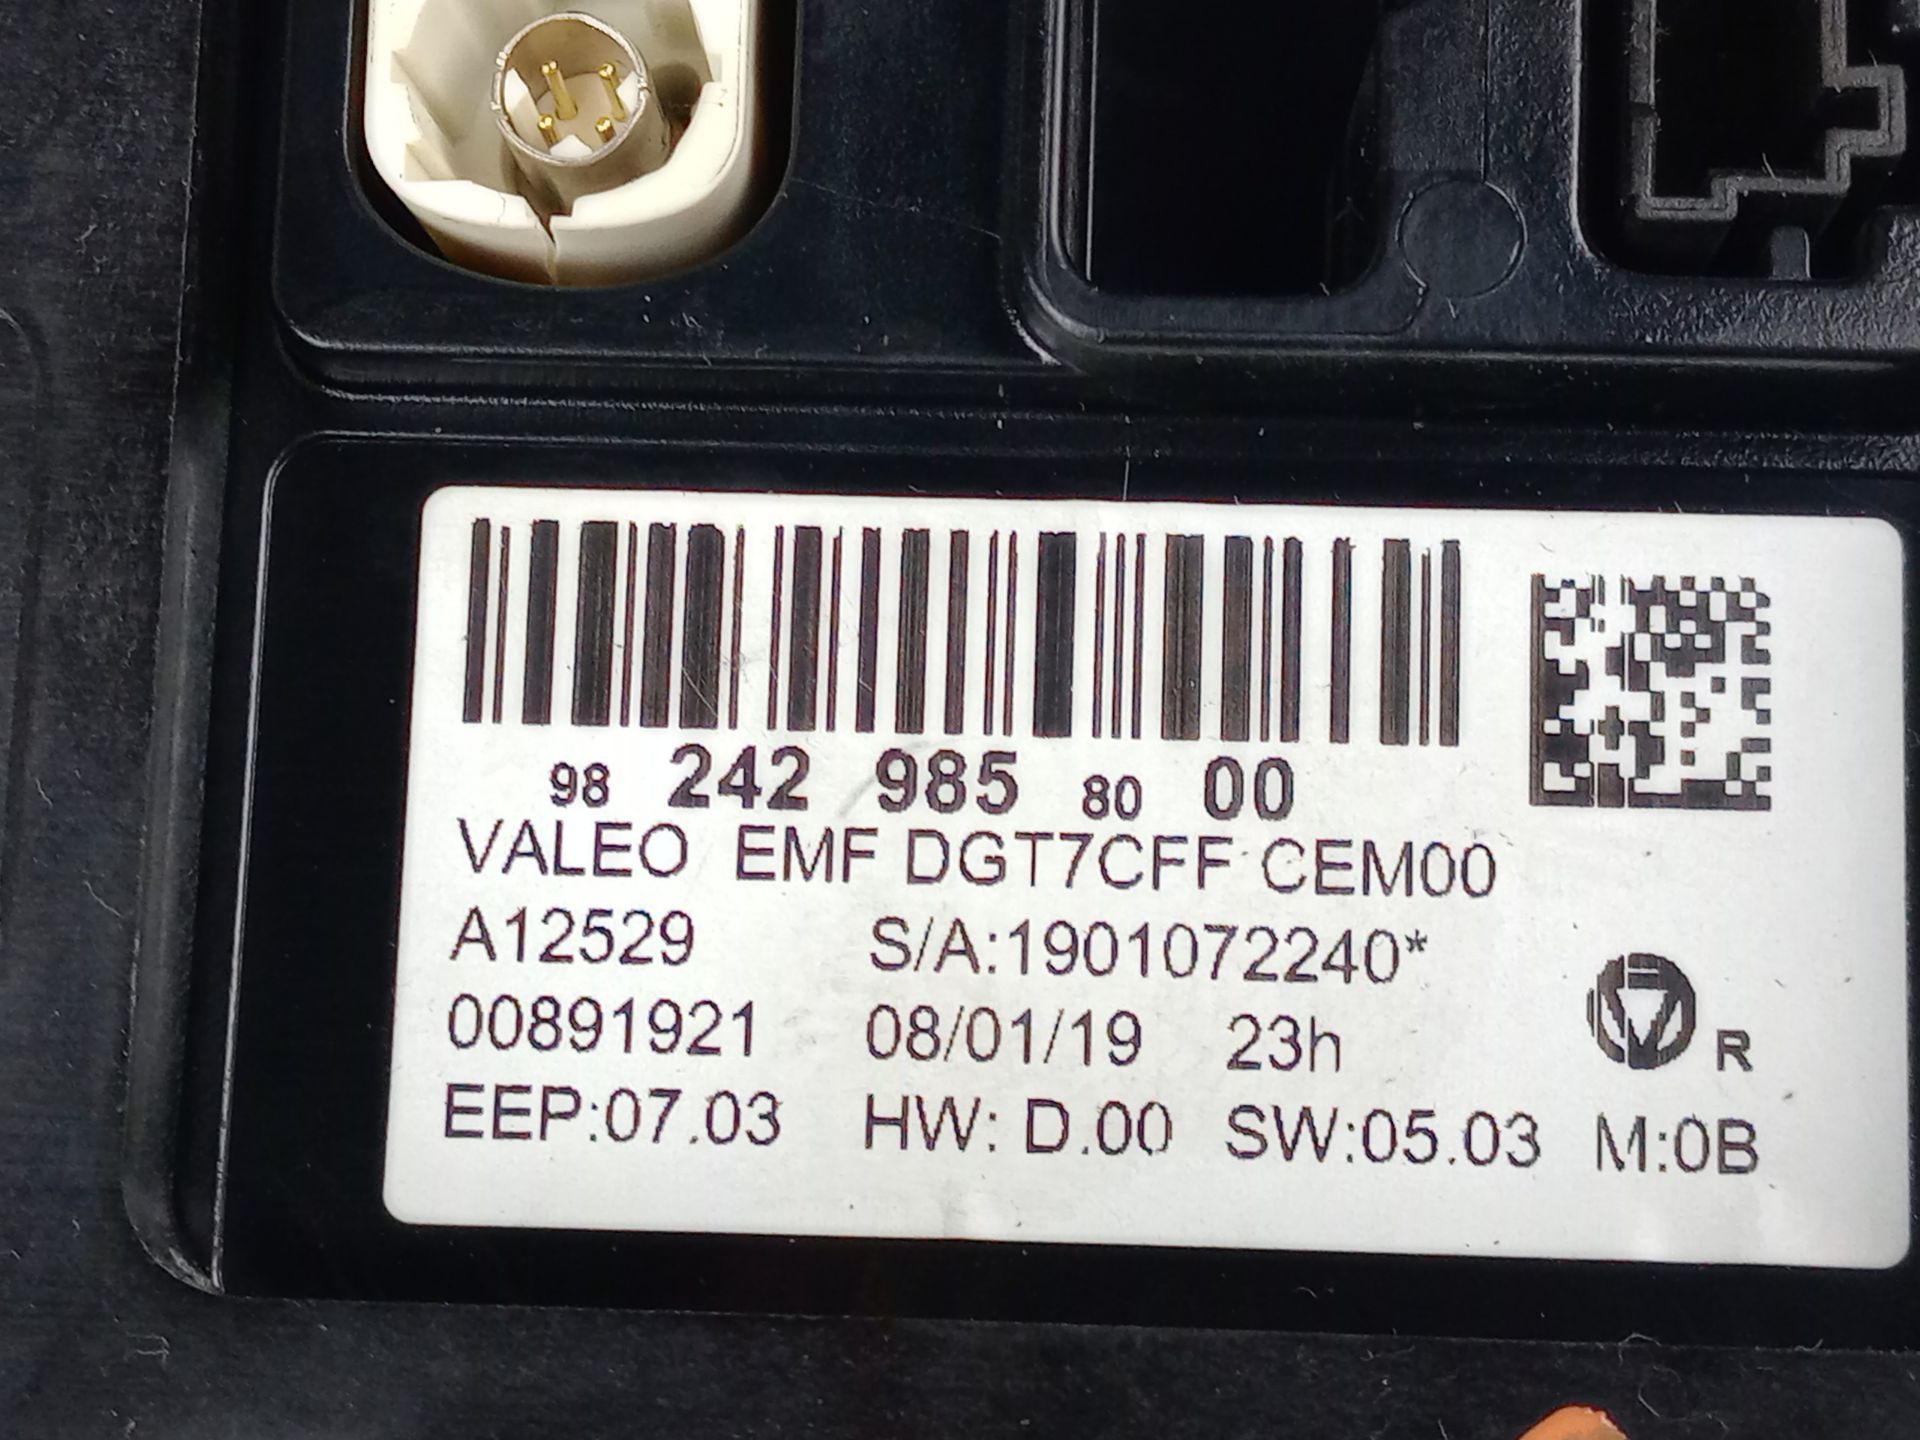 98 242 985 80 00
VALEO EMF DGT7CFF CEM00
A12529 S/A:1901072240*
00891921 08/01/19 23h R
EEP:07.03 HW: D.00 SW:05.03 M:0B